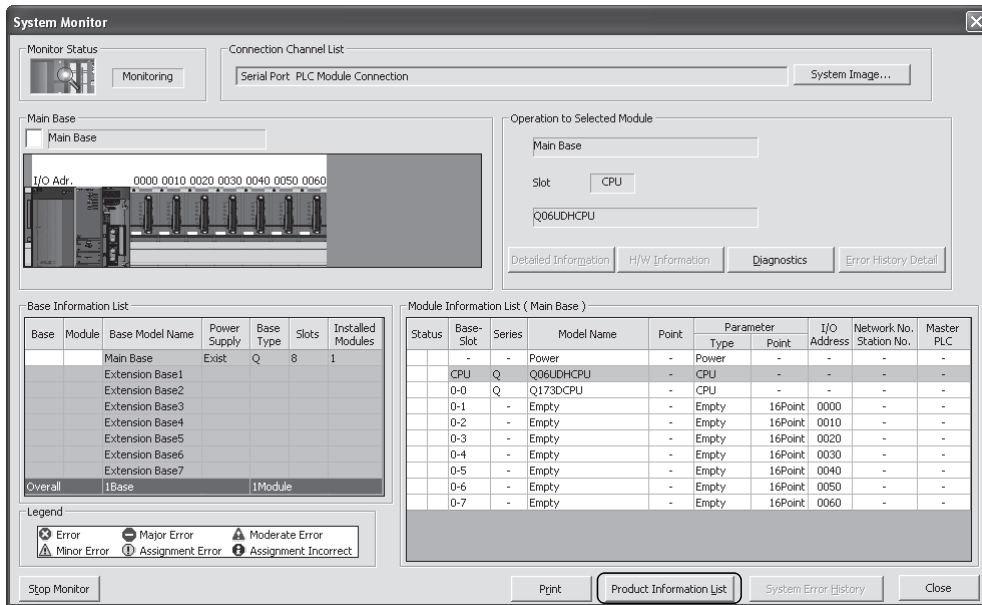 System Monitor
Monitor Status
Monitoring
Connection Channel List
Serial Port PLC Module Connection
System Image...
Main Base
Main Base
I/O Adr. 0000 0010 0020 0030 0040 0050 0060
Operation to Selected Module
Main Base
Slot CPU
Q06UDHCPU
Detailed Information H/W Information Diagnostics Error History Detail
Base Information List
Base Module Base Model Name Power Supply Base Type Slots Installed Modules
Main Base Exist Q 8 1
Extension Base1
Extension Base2
Extension Base3
Extension Base4
Extension Base5
Extension Base6
Extension Base7
Overall 1Base 1Module
Legend
Error Major Error Moderate Error
Minor Error Assignment Error Assignment Incorrect
Module Information List ( Main Base )
Status Base-Slot Series Model Name Point Parameter Type Point I/O Address Network No. Station No. Master PLC
- - Power - Power - - - -
CPU Q Q06UDHCPU - CPU - - - -
0-0 Q Q173DCPU - CPU - - - -
0-1 - Empty - Empty 16Point 0000 - -
0-2 - Empty - Empty 16Point 0010 - -
0-3 - Empty - Empty 16Point 0020 - -
0-4 - Empty - Empty 16Point 0030 - -
0-5 - Empty - Empty 16Point 0040 - -
0-6 - Empty - Empty 16Point 0050 - -
0-7 - Empty - Empty 16Point 0060 - -
Stop Monitor Print Product Information List System Error History Close